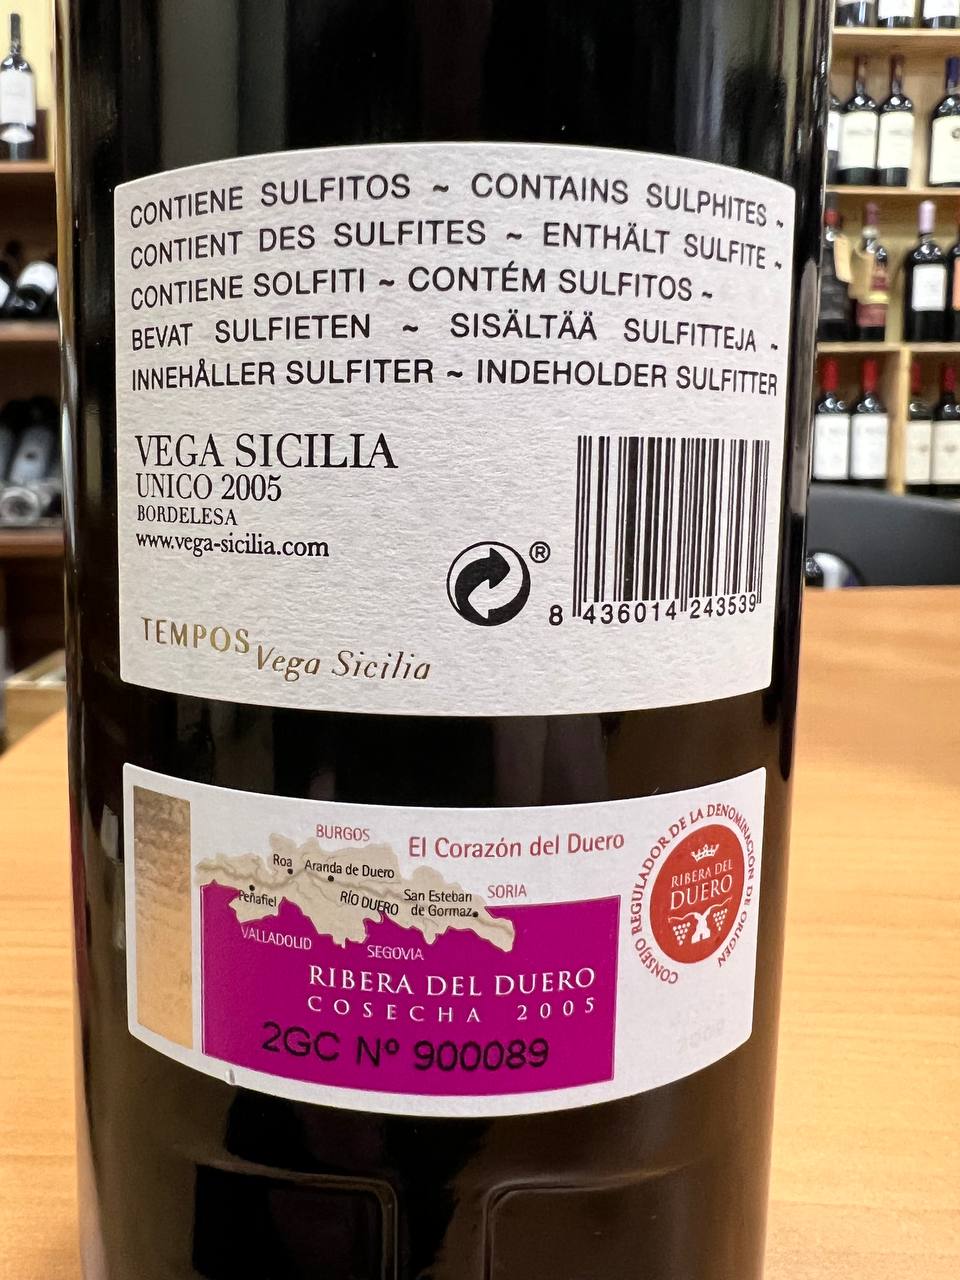 CONTIENE SULFITOS ~ CONTAINS SULPHITES ~
CONTIENT DES SULFITES ~ ENTHÄLT SULFITE ~
CONTIENE SOLFITI ~ CONTÉM SULFITOS ~
BEVAT SULFIETEN ~ SISÄLTÄÄ SULFITTEJA ~
INNEHÅLLER SULFITER ~ INDEHOLDER SULFITTER
VEGA SICILIA
UNICO 2005
BORDELESA
www.vega-sicilia.com
®
8 436014 243539
TEMPOS Vega Sicilia
BURGOS
El Corazón del Duero
Roa
Aranda de Duero
Peñafiel
RÍO DUERO
San Esteban
de Gormaz
SORIA
VALLADOLID
SEGOVIA
RIBERA DEL DUERO
COSECHA 2005
2GC Nº 900089
CONSEJO REGULADOR DE LA DENOMINACIÓN DE ORIGEN
RIBERA DEL
DUERO